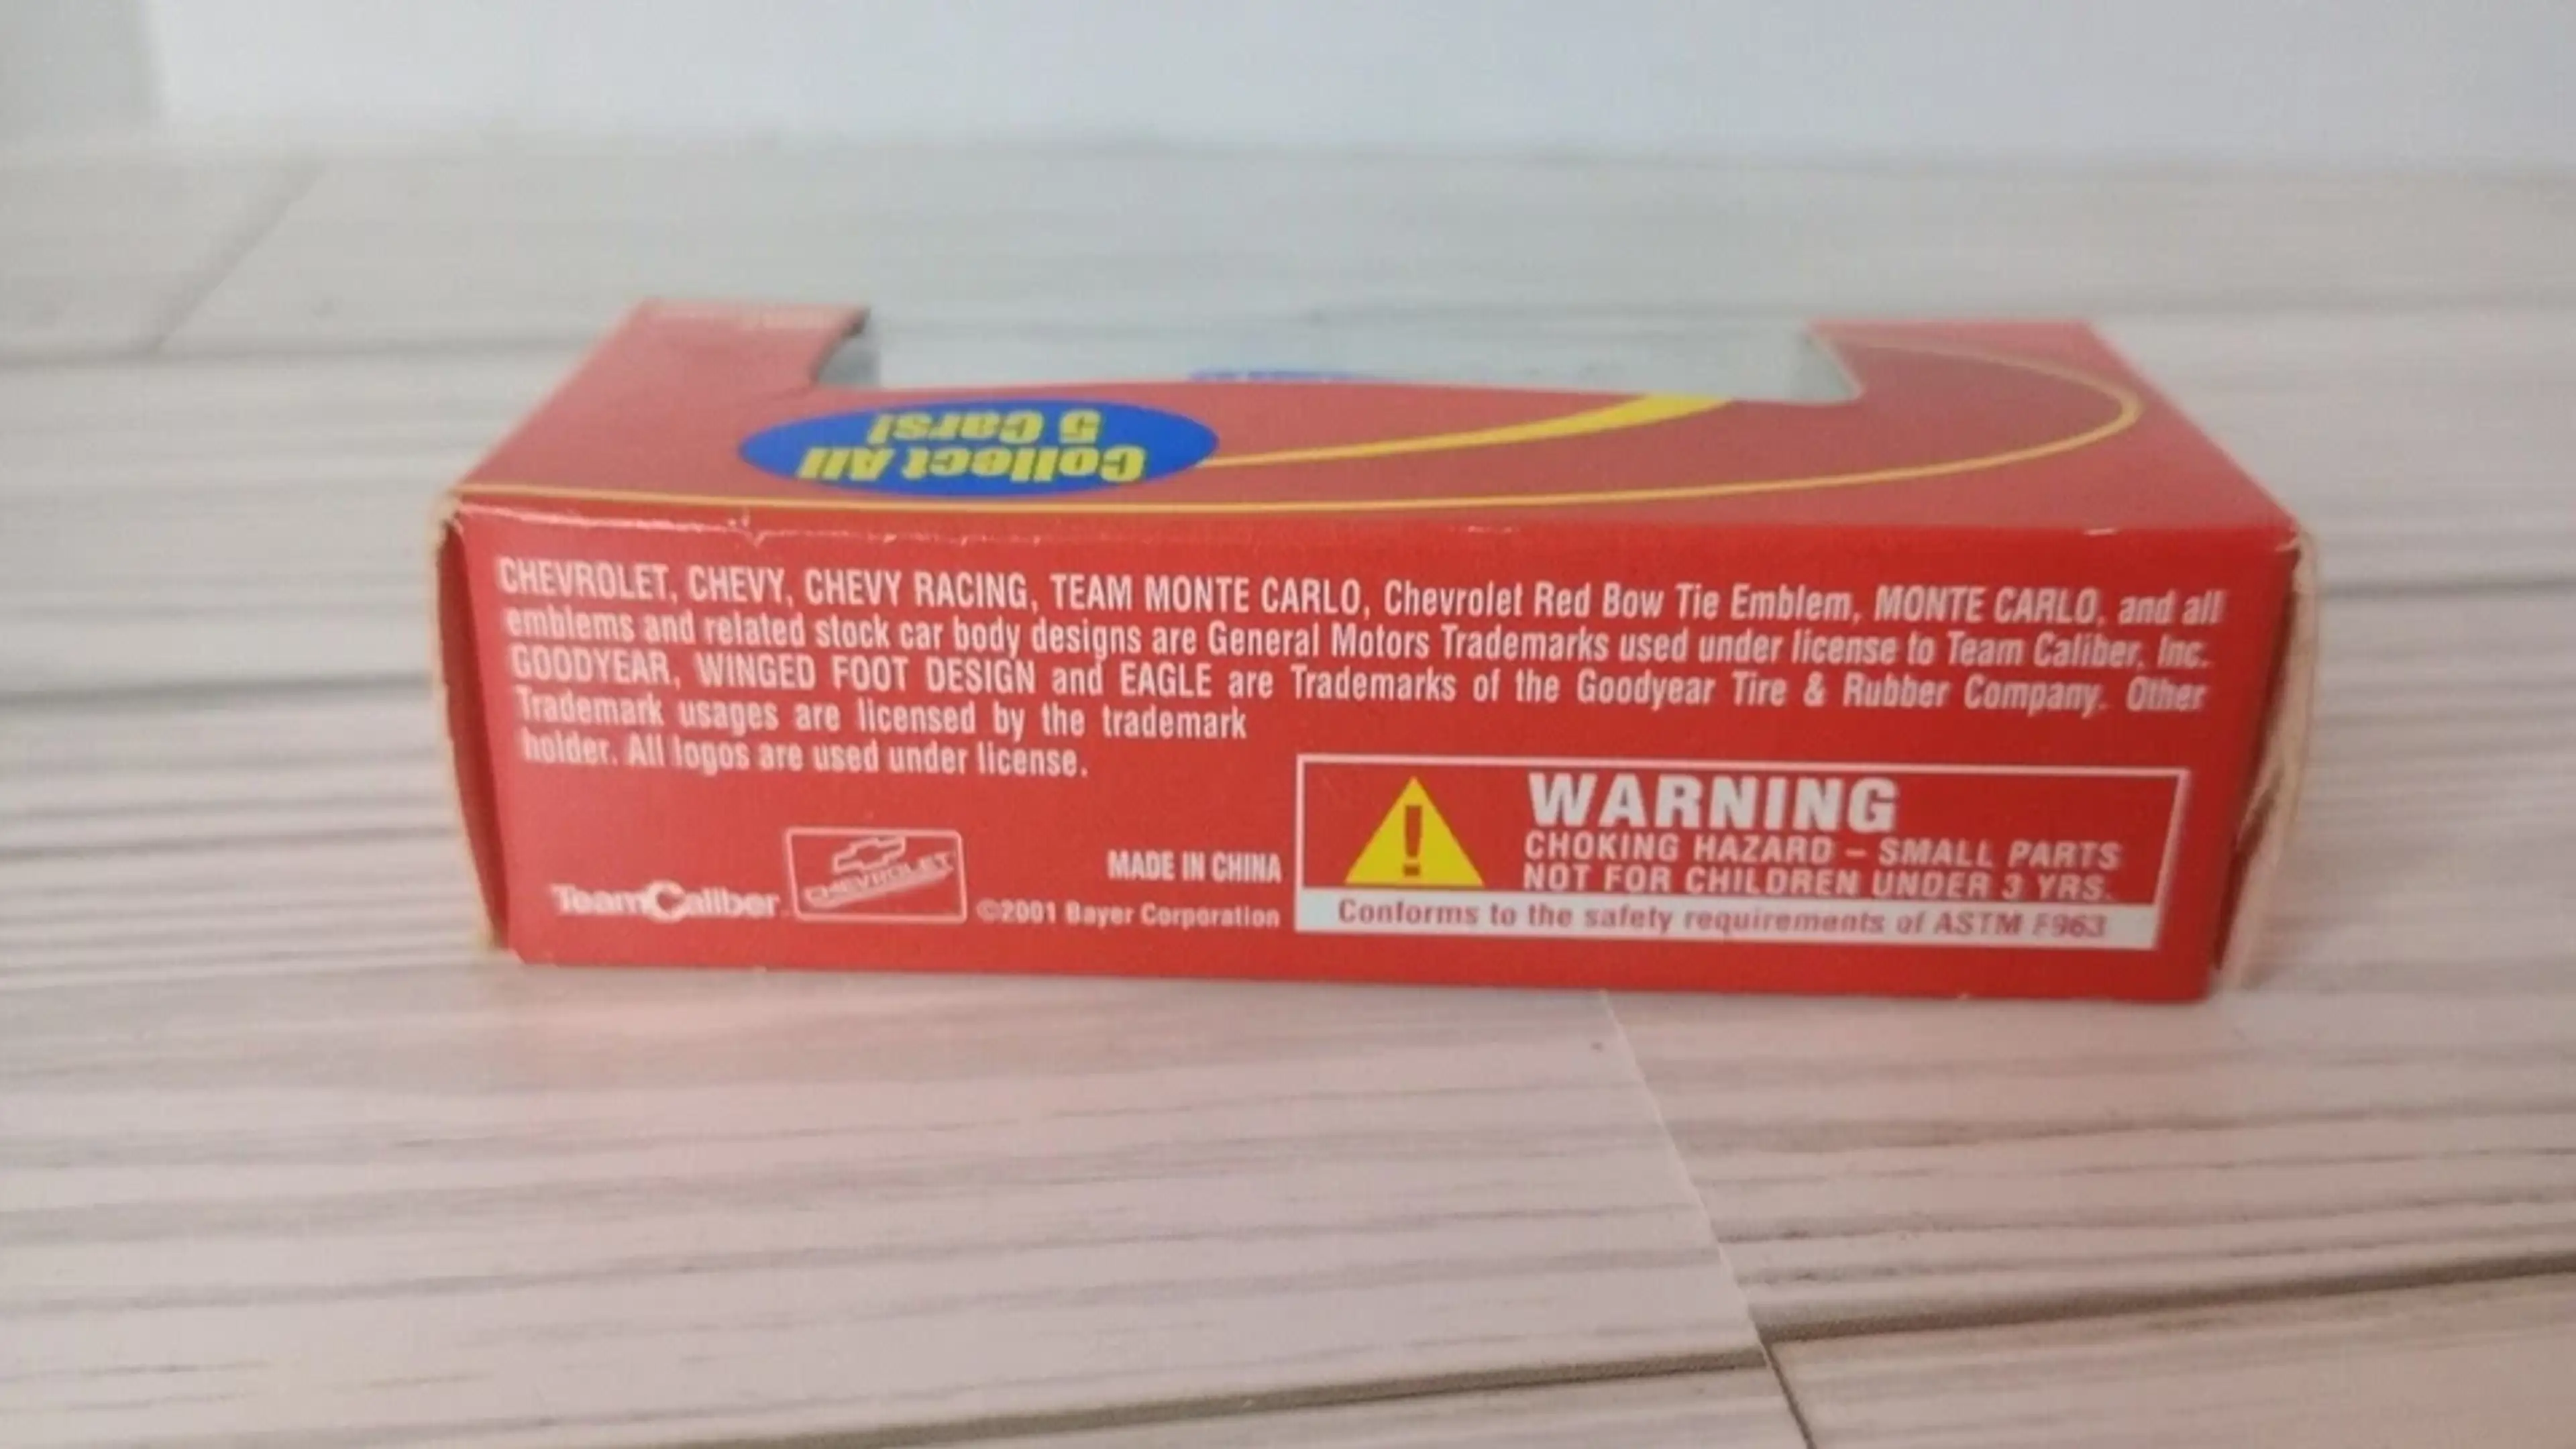 Collect All
5 Cars!
CHEVROLET, CHEVY, CHEVY RACING, TEAM MONTE CARLO, Chevrolet Red Bow Tie Emblem, MONTE CARLO, and all
emblems and related stock car body designs are General Motors Trademarks used under license to Team Caliber, Inc.
GOODYEAR, WINGED FOOT DESIGN and EAGLE are Trademarks of the Goodyear Tire & Rubber Company. Other
Trademark usages are licensed by the trademark
holder. All logos are used under license.
TeamCaliber
CHEVROLET
MADE IN CHINA
©2001 Bayer Corporation
WARNING
CHOKING HAZARD – SMALL PARTS
NOT FOR CHILDREN UNDER 3 YRS.
Conforms to the safety requirements of ASTM F963